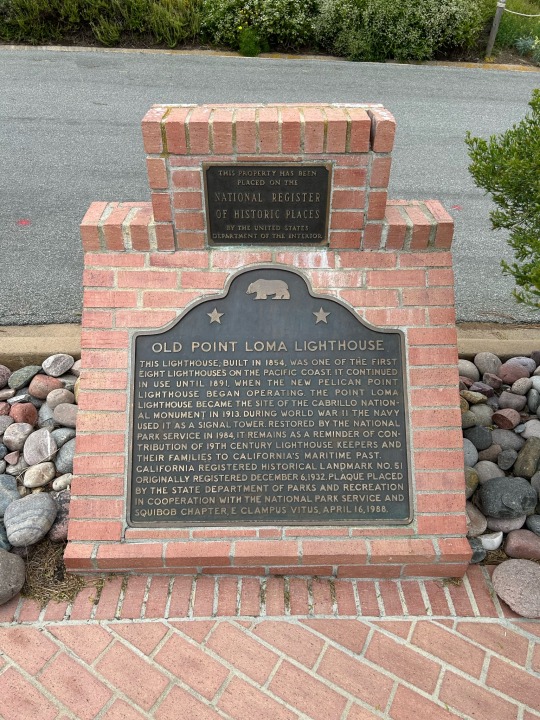 THIS PROPERTY HAS BEEN
PLACED ON THE
NATIONAL REGISTER
OF HISTORIC PLACES
BY THE UNITED STATES
DEPARTMENT OF THE INTERIOR
OLD POINT LOMA LIGHTHOUSE
THIS LIGHTHOUSE, BUILT IN 1854, WAS ONE OF THE FIRST
EIGHT LIGHTHOUSES ON THE PACIFIC COAST. IT CONTINUED
IN USE UNTIL 1891, WHEN THE NEW PELICAN POINT
LIGHTHOUSE BEGAN OPERATING. THE POINT LOMA
LIGHTHOUSE BECAME THE SITE OF THE CABRILLO NATION-
AL MONUMENT IN 1913. DURING WORLD WAR II THE NAVY
USED IT AS A SIGNAL TOWER. RESTORED BY THE NATIONAL
PARK SERVICE IN 1984, IT REMAINS AS A REMINDER OF CON-
TRIBUTION OF 19TH CENTURY LIGHTHOUSE KEEPERS AND
THEIR FAMILIES TO CALIFORNIA'S MARITIME PAST.
CALIFORNIA REGISTERED HISTORICAL LANDMARK NO. 51
ORIGINALLY REGISTERED DECEMBER 6, 1932. PLAQUE PLACED
BY THE STATE DEPARTMENT OF PARKS AND RECREATION
IN COOPERATION WITH THE NATIONAL PARK SERVICE AND
SQUIBOB CHAPTER, E CLAMPUS VITUS, APRIL 16, 1988.